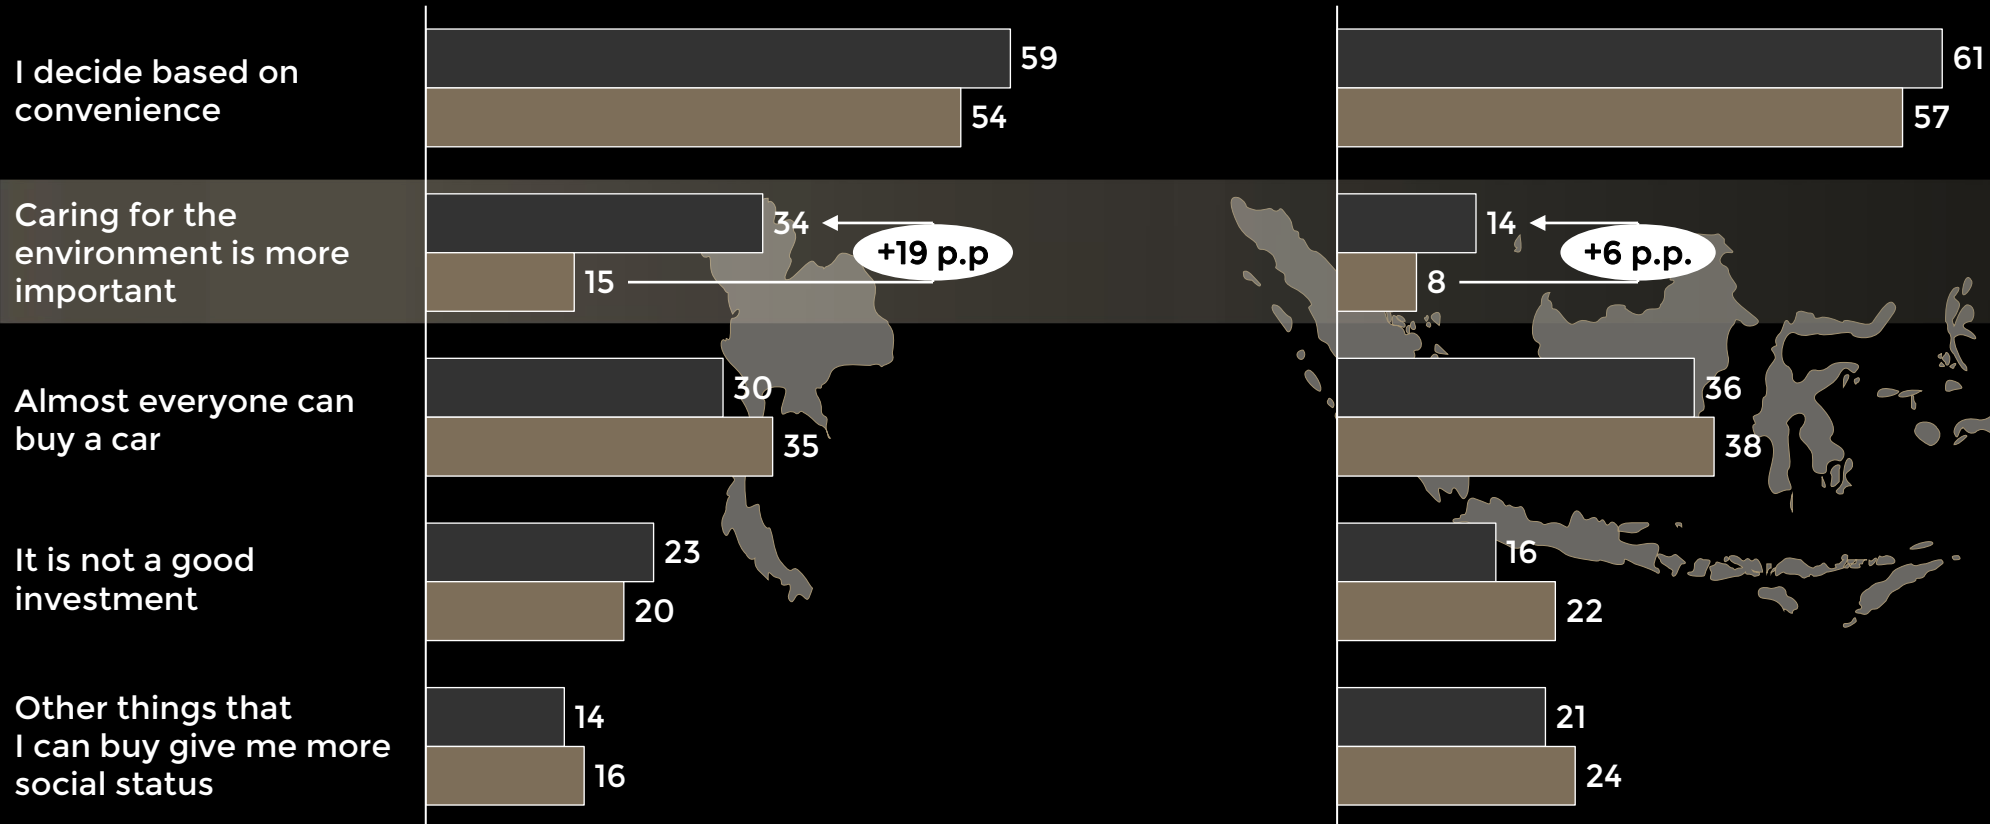 I decide based on
convenience
59
54
61
57
Caring for the
environment is more
important
34
15
+19 p.p
14
8
+6 p.p.
Almost everyone can
buy a car
30
35
36
38
It is not a good
investment
23
20
16
22
Other things that
I can buy give me more
social status
14
16
21
24